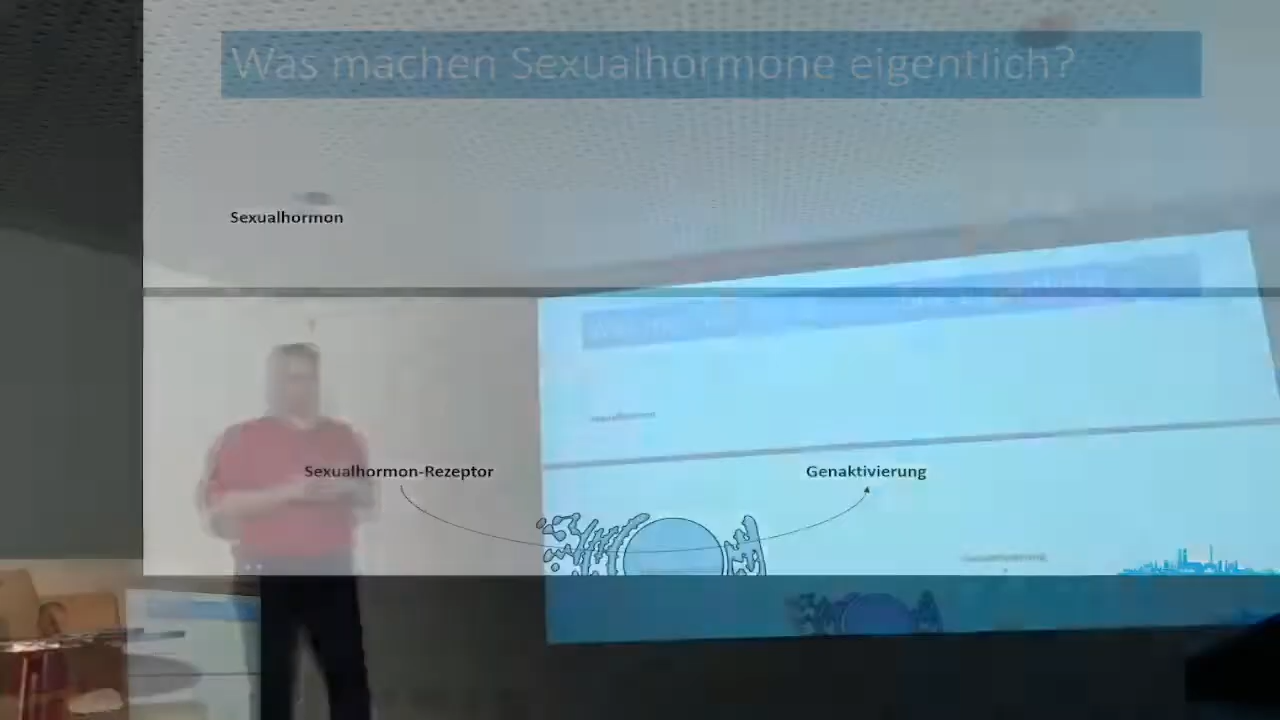 Was machen Sexualhormone eigentlich?
Sexualhormon
Sexualhormon-Rezeptor
Genaktivierung